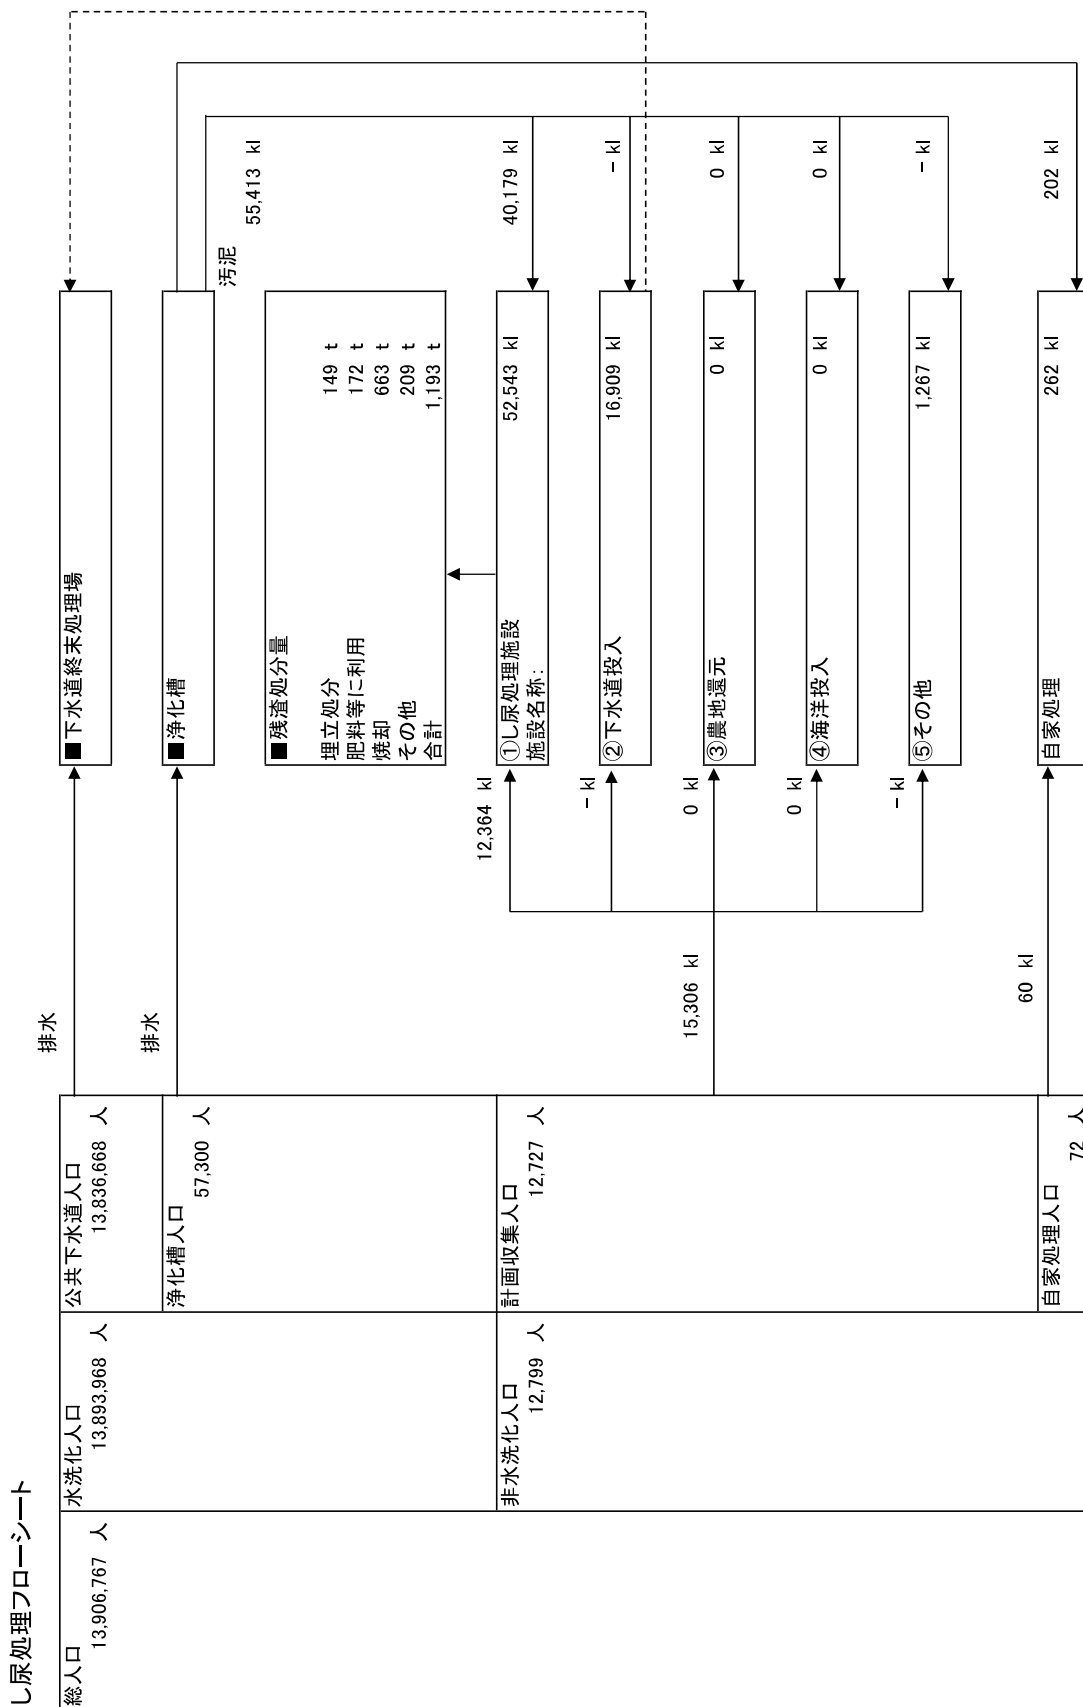 し尿処理フローシート
総人口
13,906,767 人
水洗化人口
13,893,968 人
公共下水道人口
13,836,668 人
排水
■下水道終末処理場
浄化槽人口
57,300 人
排水
■浄化槽
汚泥
55,413 kl
■残渣処分量
埋立処分 149 t
肥料等に利用 172 t
焼却 663 t
その他 209 t
合計 1,193 t
非水洗化人口
12,799 人
計画収集人口
12,727 人
15,306 kl
12,364 kl
①し尿処理施設 52,543 kl
施設名称:
40,179 kl
- kl
②下水道投入 16,909 kl
- kl
0 kl
③農地還元 0 kl
0 kl
0 kl
④海洋投入 0 kl
0 kl
- kl
⑤その他 1,267 kl
- kl
自家処理人口
72 人
60 kl
自家処理 262 kl
202 kl